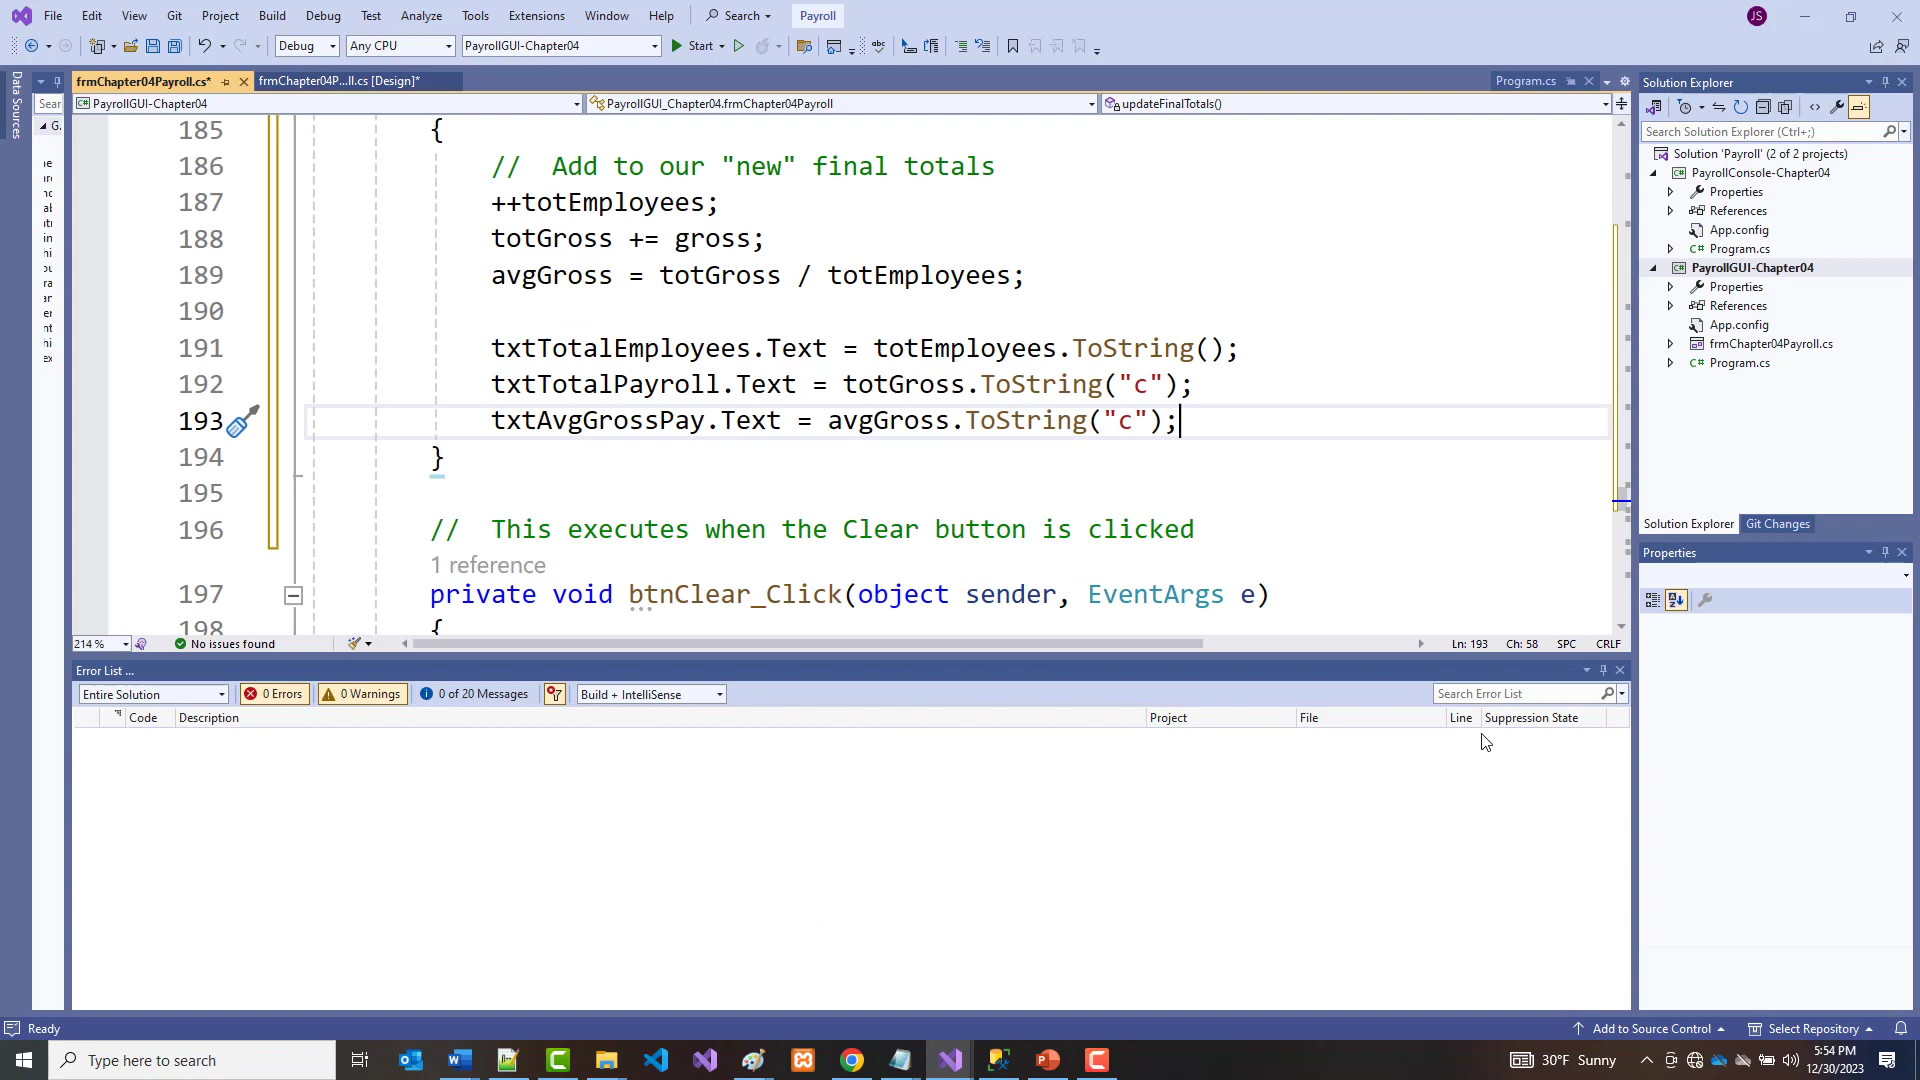 File Edit View Git Project Build Debug Test Analyze Tools Extensions Window Help Search Payroll JS
Debug Any CPU PayrollGUI-Chapter04 Start
Data Sources
frmChapter04Payroll.cs* frmChapter04P...ll.cs [Design]* Program.cs
Sear PayrollGUI-Chapter04 PayrollGUI_Chapter04.frmChapter04Payroll updateFinalTotals()
G.
185 {
186 // Add to our "new" final totals
187 ++totEmployees;
188 totGross += gross;
189 avgGross = totGross / totEmployees;
190
191 txtTotalEmployees.Text = totEmployees.ToString();
192 txtTotalPayroll.Text = totGross.ToString("c");
193 txtAvgGrossPay.Text = avgGross.ToString("c");
194 }
195
196 // This executes when the Clear button is clicked
1 reference
197 private void btnClear_Click(object sender, EventArgs e)
198 {
214 % No issues found Ln: 193 Ch: 58 SPC CRLF
Error List ...
Entire Solution 0 Errors 0 Warnings 0 of 20 Messages Build + IntelliSense Search Error List
Code Description Project File Line Suppression State
Solution Explorer
Search Solution Explorer (Ctrl+;)
Solution 'Payroll' (2 of 2 projects)
PayrollConsole-Chapter04
Properties
References
App.config
C# Program.cs
PayrollGUI-Chapter04
Properties
References
App.config
frmChapter04Payroll.cs
C# Program.cs
Solution Explorer Git Changes
Properties
Ready Add to Source Control Select Repository
Type here to search 30°F Sunny 5:54 PM
12/30/2023